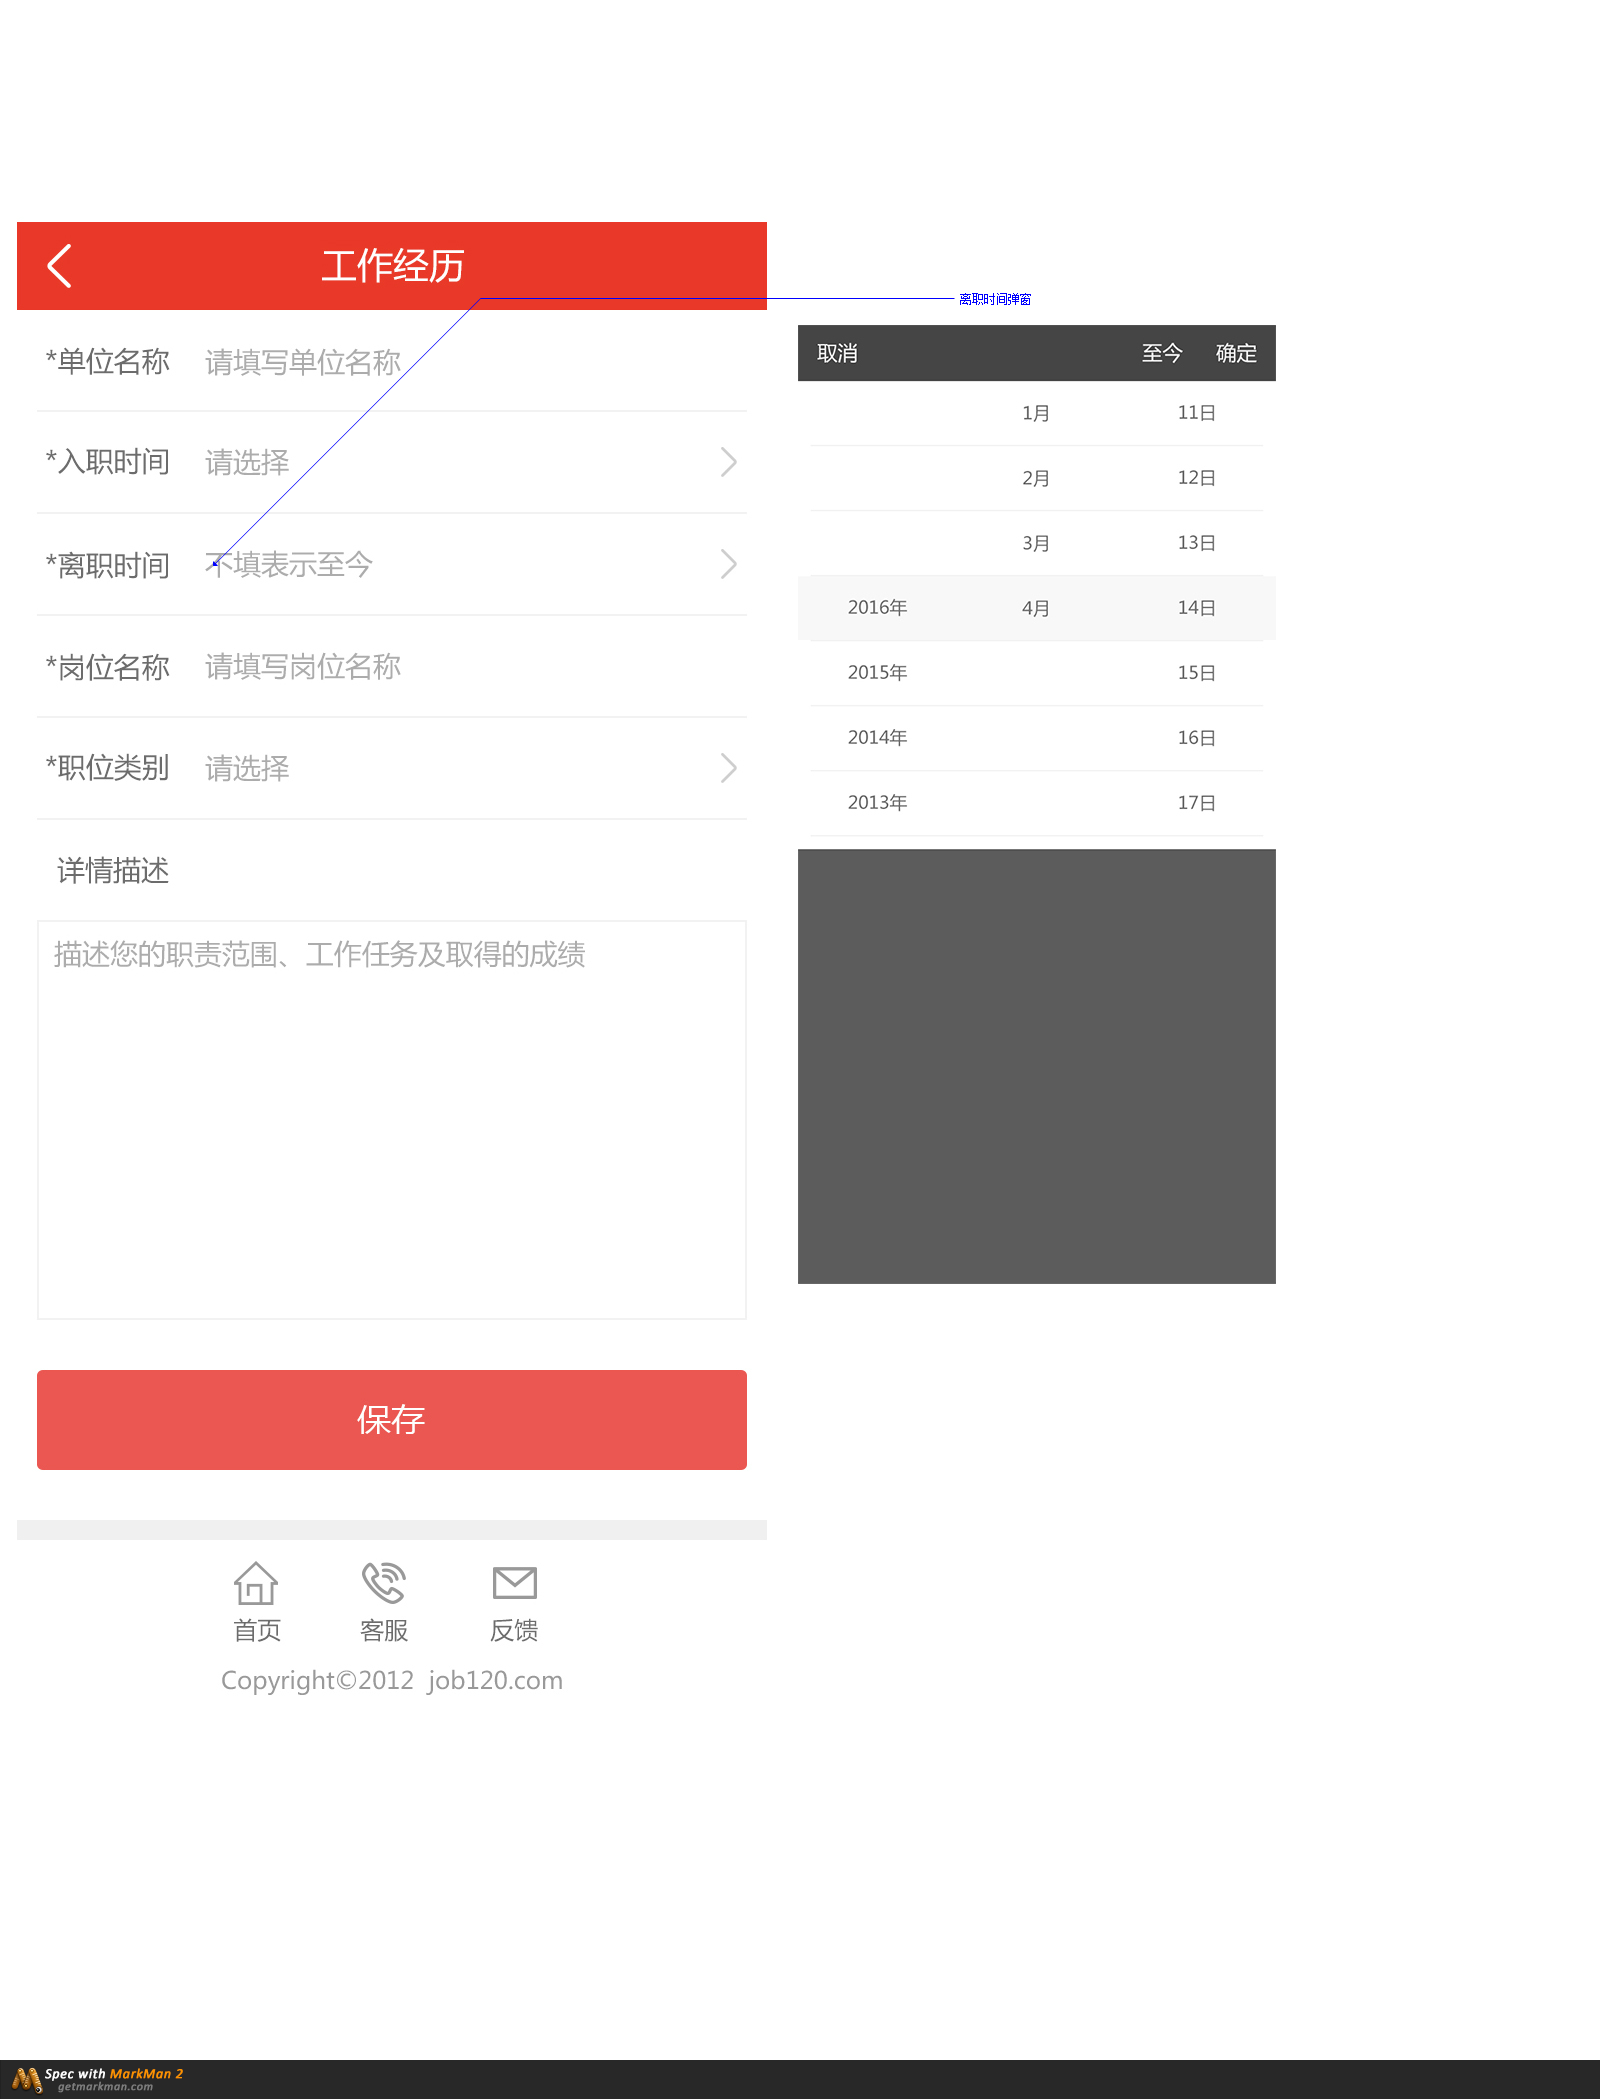 工作经历
*单位名称 请填写单位名称
*入职时间 请选择
*离职时间 不填表示至今
*岗位名称 请填写岗位名称
*职位类别 请选择
详情描述
描述您的职责范围、工作任务及取得的成绩
保存
首页 客服 反馈
Copyright©2012 job120.com
离职时间弹窗
取消 至今 确定
1月 11日
2月 12日
3月 13日
2016年 4月 14日
2015年 15日
2014年 16日
2013年 17日
Spec with MarkMan 2
getmarkman.com